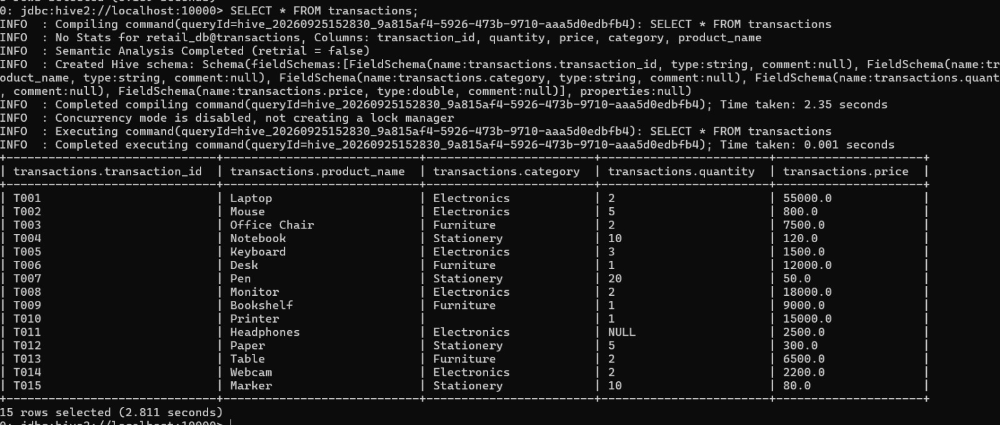 0: jdbc:hive2://localhost:10000> SELECT * FROM transactions;
INFO  : Compiling command(queryId=hive_20260925152830_9a815af4-5926-473b-9710-aaa5d0edbfb4): SELECT * FROM transactions
INFO  : No Stats for retail_db@transactions, Columns: transaction_id, quantity, price, category, product_name
INFO  : Semantic Analysis Completed (retrial = false)
INFO  : Created Hive schema: Schema(fieldSchemas:[FieldSchema(name:transactions.transaction_id, type:string, comment:null), FieldSchema(name:tr
oduct_name, type:string, comment:null), FieldSchema(name:transactions.category, type:string, comment:null), FieldSchema(name:transactions.quant
, comment:null), FieldSchema(name:transactions.price, type:double, comment:null)], properties:null)
INFO  : Completed compiling command(queryId=hive_20260925152830_9a815af4-5926-473b-9710-aaa5d0edbfb4); Time taken: 2.35 seconds
INFO  : Concurrency mode is disabled, not creating a lock manager
INFO  : Executing command(queryId=hive_20260925152830_9a815af4-5926-473b-9710-aaa5d0edbfb4): SELECT * FROM transactions
INFO  : Completed executing command(queryId=hive_20260925152830_9a815af4-5926-473b-9710-aaa5d0edbfb4); Time taken: 0.001 seconds
| transactions.transaction_id | transactions.product_name | transactions.category | transactions.quantity | transactions.price |
| T001 | Laptop | Electronics | 2 | 55000.0 |
| T002 | Mouse | Electronics | 5 | 800.0 |
| T003 | Office Chair | Furniture | 2 | 7500.0 |
| T004 | Notebook | Stationery | 10 | 120.0 |
| T005 | Keyboard | Electronics | 3 | 1500.0 |
| T006 | Desk | Furniture | 1 | 12000.0 |
| T007 | Pen | Stationery | 20 | 50.0 |
| T008 | Monitor | Electronics | 2 | 18000.0 |
| T009 | Bookshelf | Furniture | 1 | 9000.0 |
| T010 | Printer | | 1 | 15000.0 |
| T011 | Headphones | Electronics | NULL | 2500.0 |
| T012 | Paper | Stationery | 5 | 300.0 |
| T013 | Table | Furniture | 2 | 6500.0 |
| T014 | Webcam | Electronics | 2 | 2200.0 |
| T015 | Marker | Stationery | 10 | 80.0 |
15 rows selected (2.811 seconds)
0: jdbc:hive2://localhost:10000>